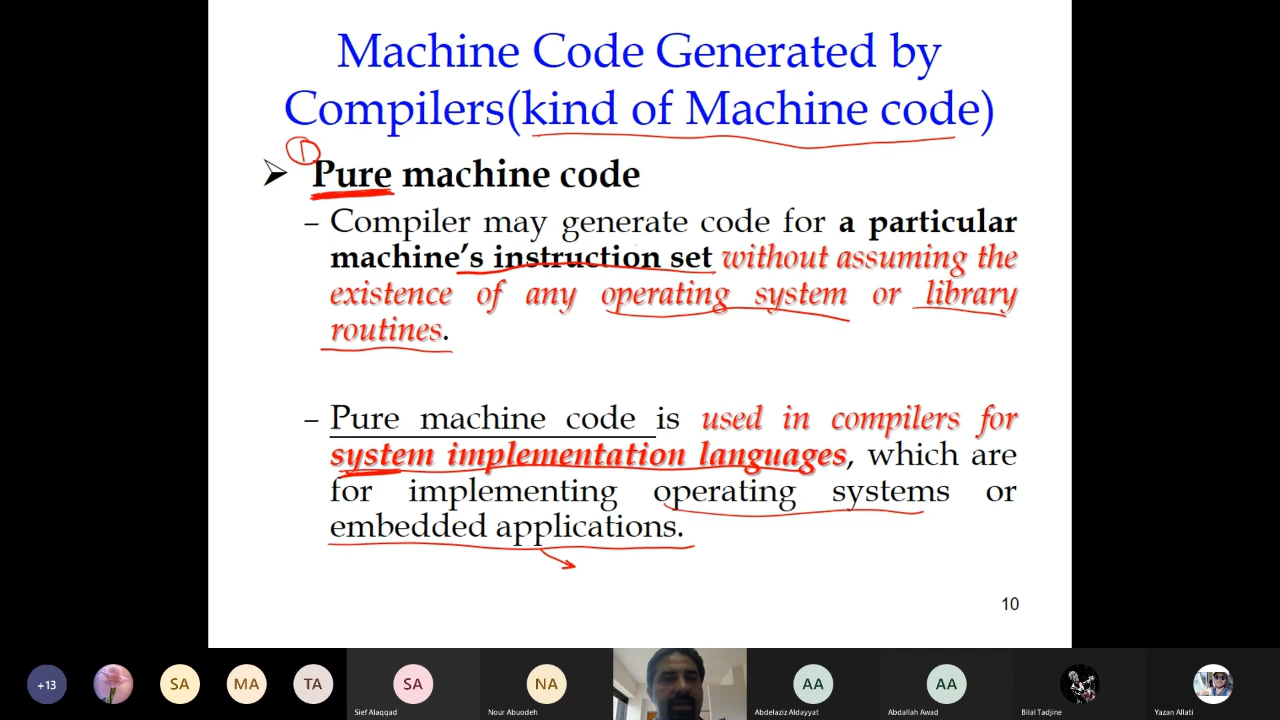 Machine Code Generated by
Compilers(kind of Machine code)
1
➢ Pure machine code
– Compiler may generate code for a particular
machine's instruction set without assuming the
existence of any operating system or library
routines.
– Pure machine code is used in compilers for
system implementation languages, which are
for implementing operating systems or
embedded applications.
10
+13
SA
MA
TA
SA
NA
AA
AA
Sief Alaqqad
Nour Abuodeh
Abdelaziz Aldayyat
Abdallah Awad
Bilal Tadjine
Yazan Allati